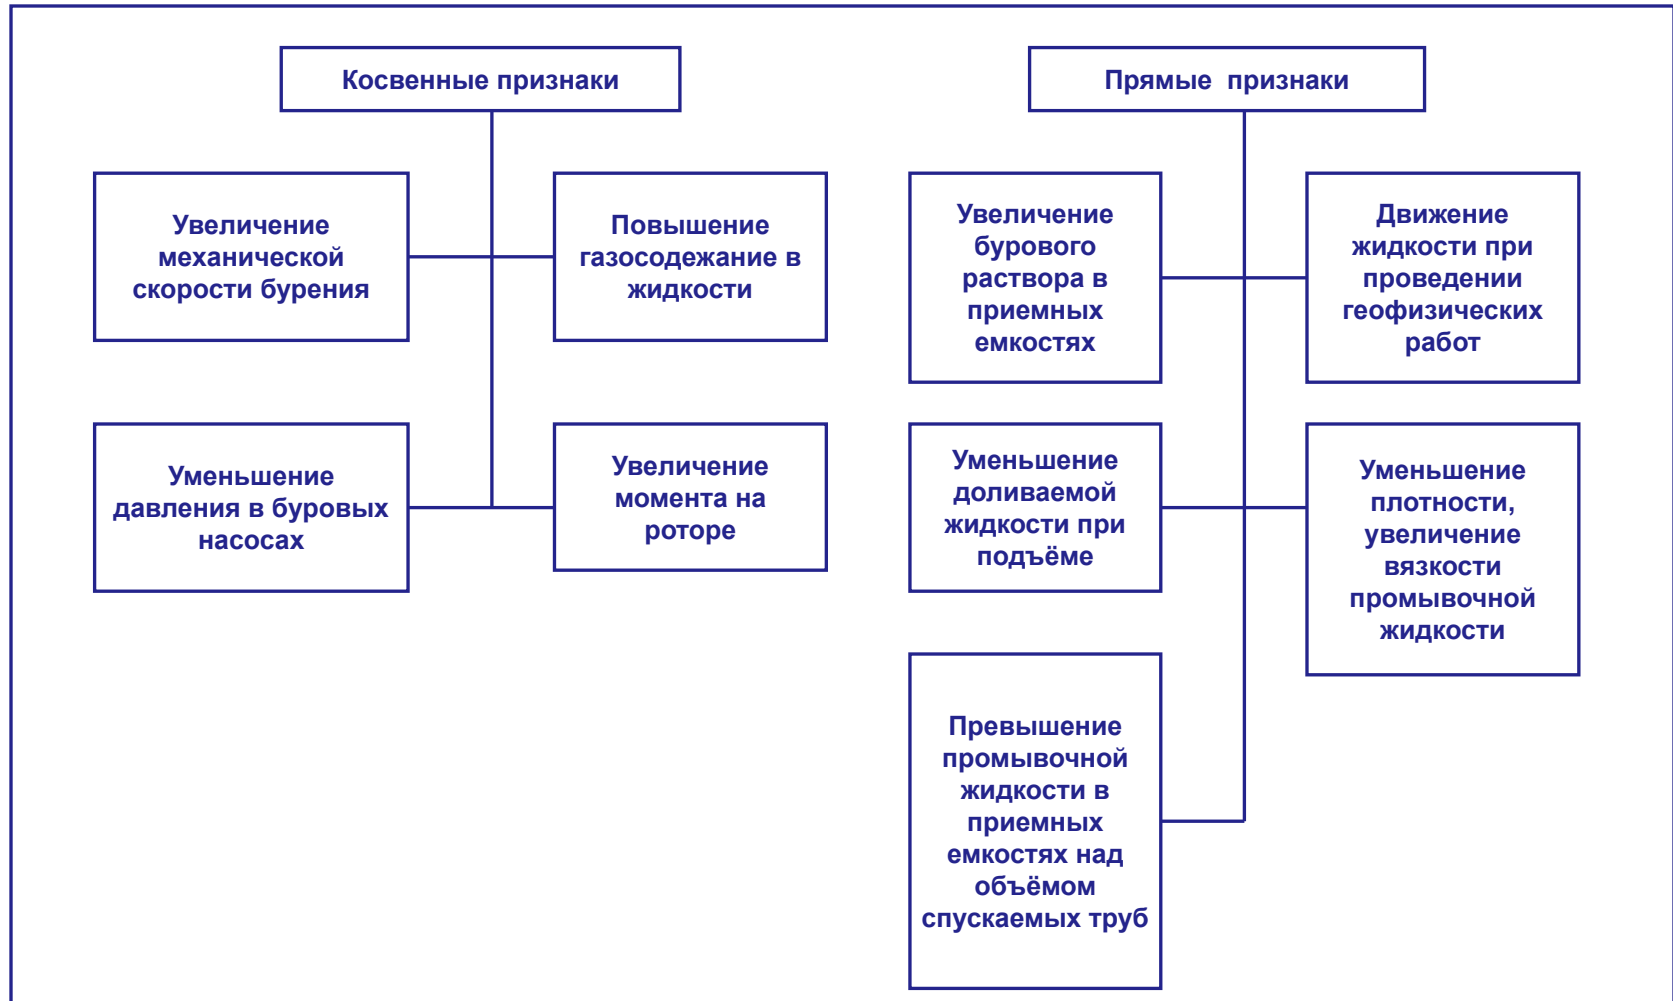 Косвенные признаки
Увеличение
механической
скорости бурения
Повышение
газосодежание в
жидкости
Уменьшение
давления в буровых
насосах
Увеличение
момента на
роторе
Прямые признаки
Увеличение
бурового
раствора в
приемных
емкостях
Движение
жидкости при
проведении
геофизических
работ
Уменьшение
доливаемой
жидкости при
подъёме
Уменьшение
плотности,
увеличение
вязкости
промывочной
жидкости
Превышение
промывочной
жидкости в
приемных
емкостях над
объёмом
спускаемых труб